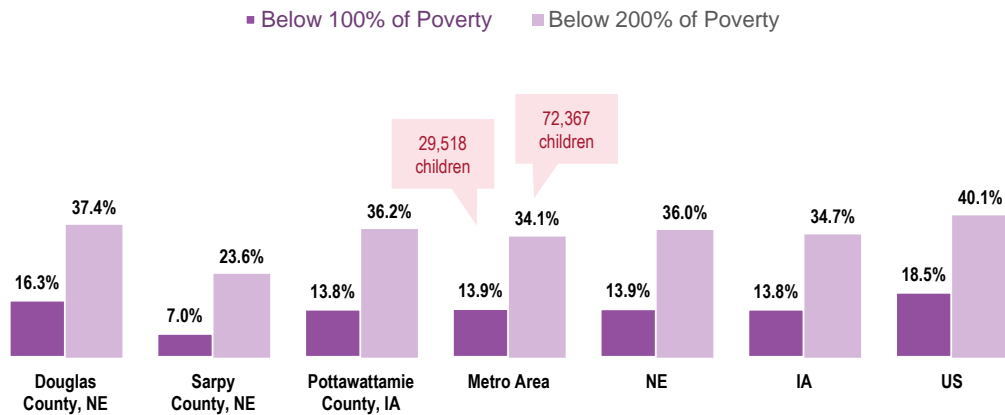 Below 100% of Poverty
Below 200% of Poverty
29,518
children
72,367
children
16.3%
37.4%
7.0%
23.6%
13.8%
36.2%
13.9%
34.1%
13.9%
36.0%
13.8%
34.7%
18.5%
40.1%
Douglas
County, NE
Sarpy
County, NE
Pottawattamie
County, IA
Metro Area
NE
IA
US